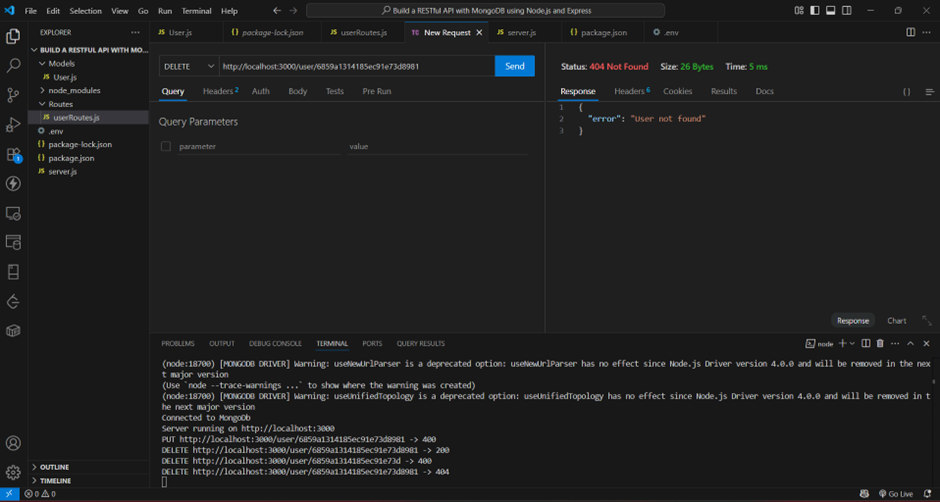 File Edit Selection View Go Run Terminal Help
Build a RESTful API with MongoDB using Node.js and Express
EXPLORER
BUILD A RESTFUL API WITH MO...
Models
JS User.js
node_modules
Routes
JS userRoutes.js
.env
{} package-lock.json
{} package.json
JS server.js
OUTLINE
TIMELINE
JS User.js {} package-lock.json JS userRoutes.js TC New Request JS server.js {} package.json .env
DELETE http://localhost:3000/user/6859a1314185ec91e73d8981 Send
Query Headers 2 Auth Body Tests Pre Run
Query Parameters
parameter value
Status: 404 Not Found Size: 26 Bytes Time: 5 ms
Response Headers 6 Cookies Results Docs {}
1 {
2 "error": "User not found"
3 }
Response Chart
PROBLEMS OUTPUT DEBUG CONSOLE TERMINAL PORTS QUERY RESULTS node
(node:18700) [MONGODB DRIVER] Warning: useNewUrlParser is a deprecated option: useNewUrlParser has no effect since Node.js Driver version 4.0.0 and will be removed in the nex
t major version
(Use `node --trace-warnings ...` to show where the warning was created)
(node:18700) [MONGODB DRIVER] Warning: useUnifiedTopology is a deprecated option: useUnifiedTopology has no effect since Node.js Driver version 4.0.0 and will be removed in t
he next major version
Connected to MongoDb
Server running on http://localhost:3000
PUT http://localhost:3000/user/6859a1314185ec91e73d8981 -> 400
DELETE http://localhost:3000/user/6859a1314185ec91e73d8981 -> 200
DELETE http://localhost:3000/user/6859a1314185ec91e73d -> 400
DELETE http://localhost:3000/user/6859a1314185ec91e73d8981 -> 404
0 0 Go Live